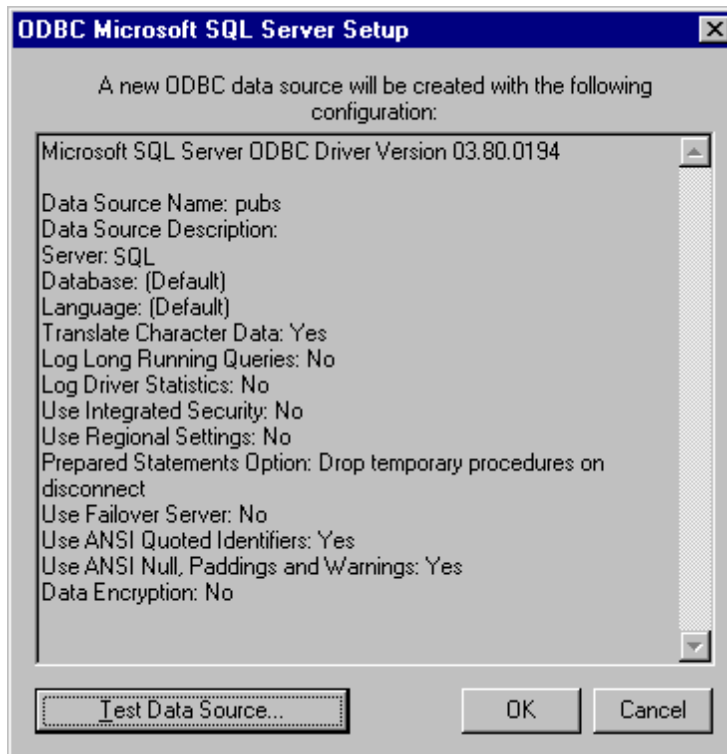 ODBC Microsoft SQL Server Setup
A new ODBC data source will be created with the following
configuration:
Microsoft SQL Server ODBC Driver Version 03.80.0194
Data Source Name: pubs
Data Source Description:
Server: SQL
Database: (Default)
Language: (Default)
Translate Character Data: Yes
Log Long Running Queries: No
Log Driver Statistics: No
Use Integrated Security: No
Use Regional Settings: No
Prepared Statements Option: Drop temporary procedures on
disconnect
Use Failover Server: No
Use ANSI Quoted Identifiers: Yes
Use ANSI Null, Paddings and Warnings: Yes
Data Encryption: No
Test Data Source... OK Cancel